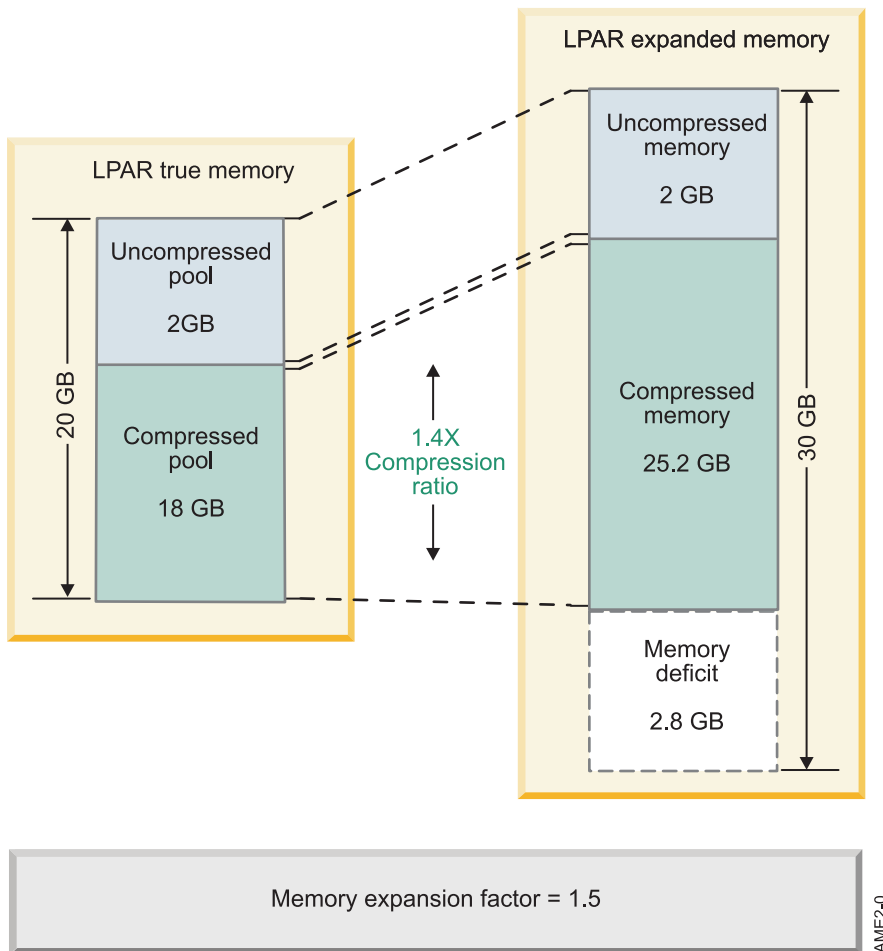 LPAR expanded memory
Uncompressed
memory
2 GB
LPAR true memory
Uncompressed
pool
2GB
20 GB
Compressed
pool
18 GB
1.4X
Compression
ratio
Compressed
memory
25.2 GB
30 GB
Memory
deficit
2.8 GB
Memory expansion factor = 1.5
AME2-0